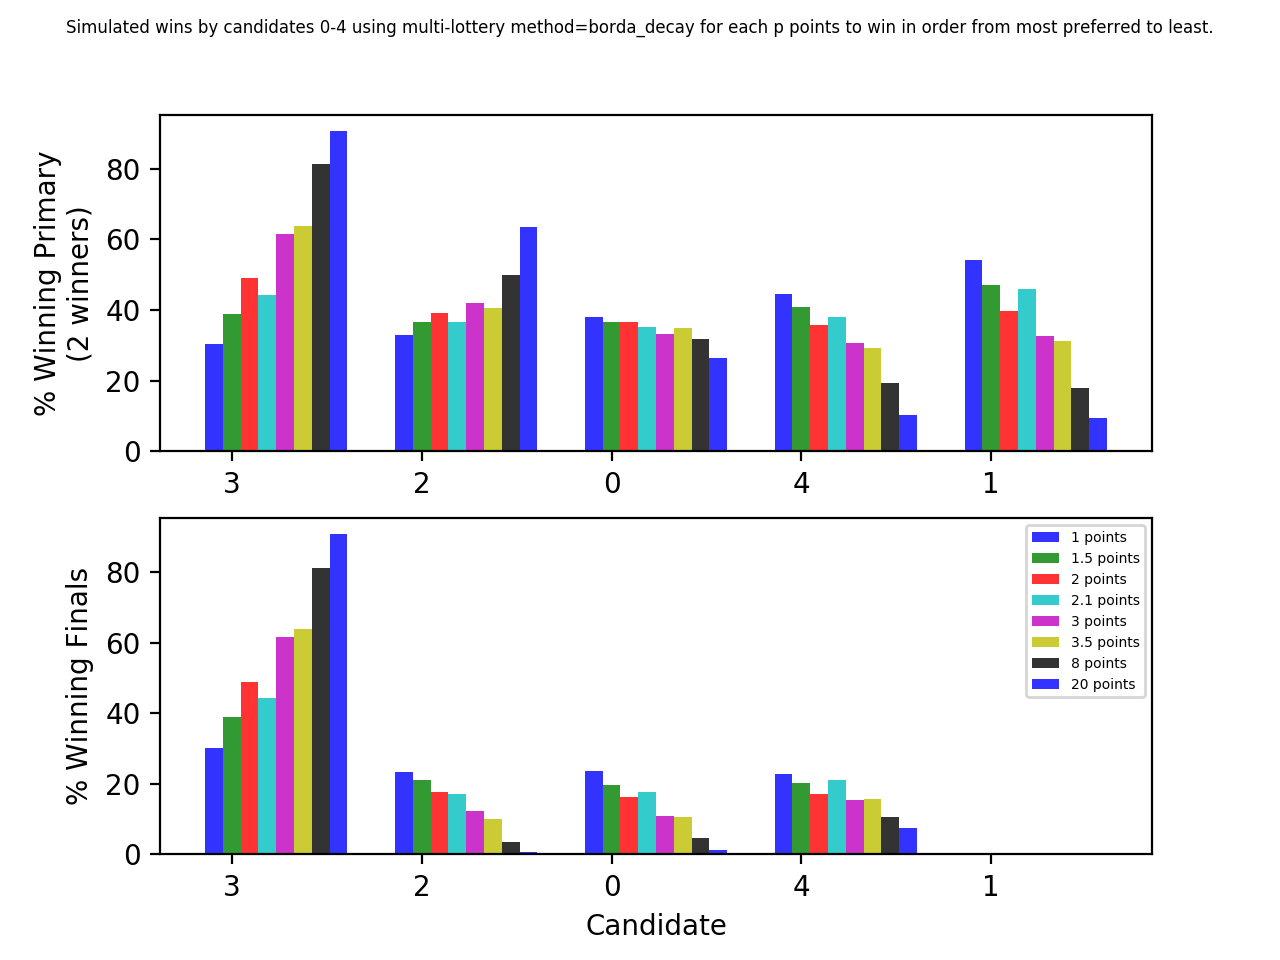 Simulated wins by candidates 0-4 using multi-lottery method=borda_decay for each p points to win in order from most preferred to least.
% Winning Primary
(2 winners)
80
60
40
20
0
3 2 0 4 1
% Winning Finals
80
60
40
20
0
1 points
1.5 points
2 points
2.1 points
3 points
3.5 points
8 points
20 points
3 2 0 4 1
Candidate